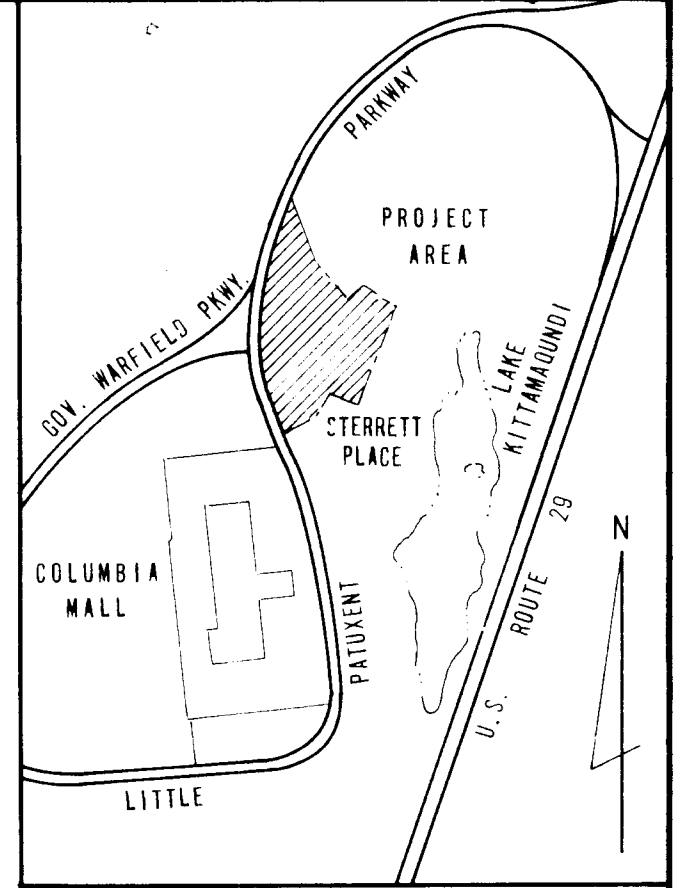 PARKWAY
PROJECT
AREA
GOV. WARFIELD PKWY.
LAKE
KITTAMAQUNDI
STERRETT
PLACE
U.S. ROUTE 29
N
COLUMBIA
MALL
PATUXENT
LITTLE